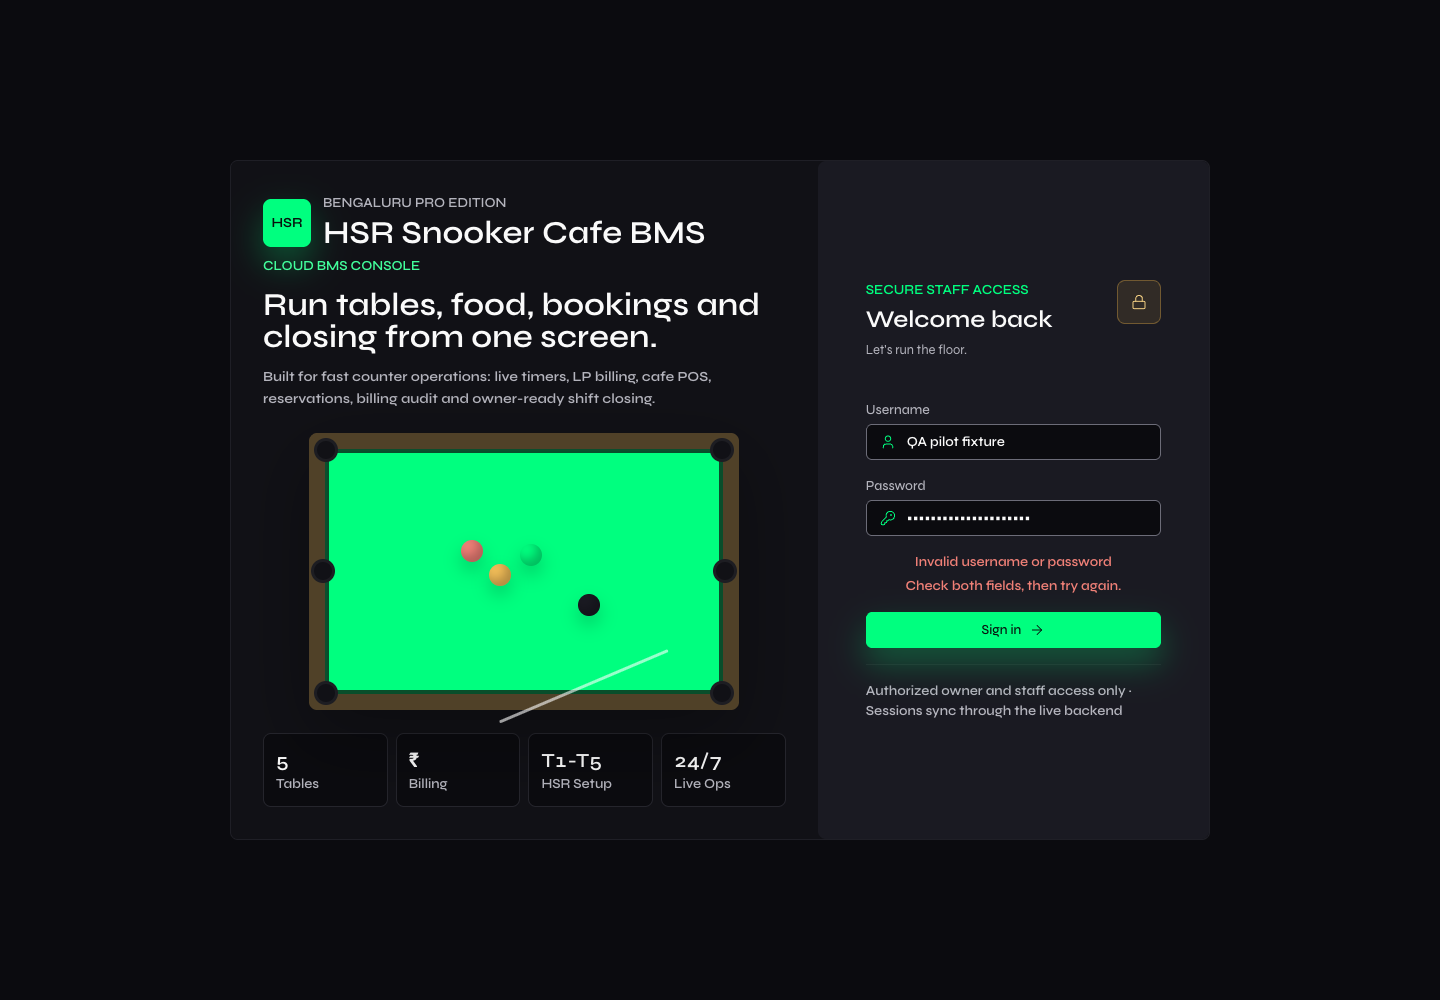 HSR
BENGALURU PRO EDITION
HSR Snooker Cafe BMS
CLOUD BMS CONSOLE
Run tables, food, bookings and
closing from one screen.
Built for fast counter operations: live timers, LP billing, cafe POS,
reservations, billing audit and owner-ready shift closing.
5
Tables
₹
Billing
T1-T5
HSR Setup
24/7
Live Ops
SECURE STAFF ACCESS
Welcome back
Let's run the floor.
Username
QA pilot fixture
Password
•••••••••••••••••••••
Invalid username or password
Check both fields, then try again.
Sign in
Authorized owner and staff access only ·
Sessions sync through the live backend